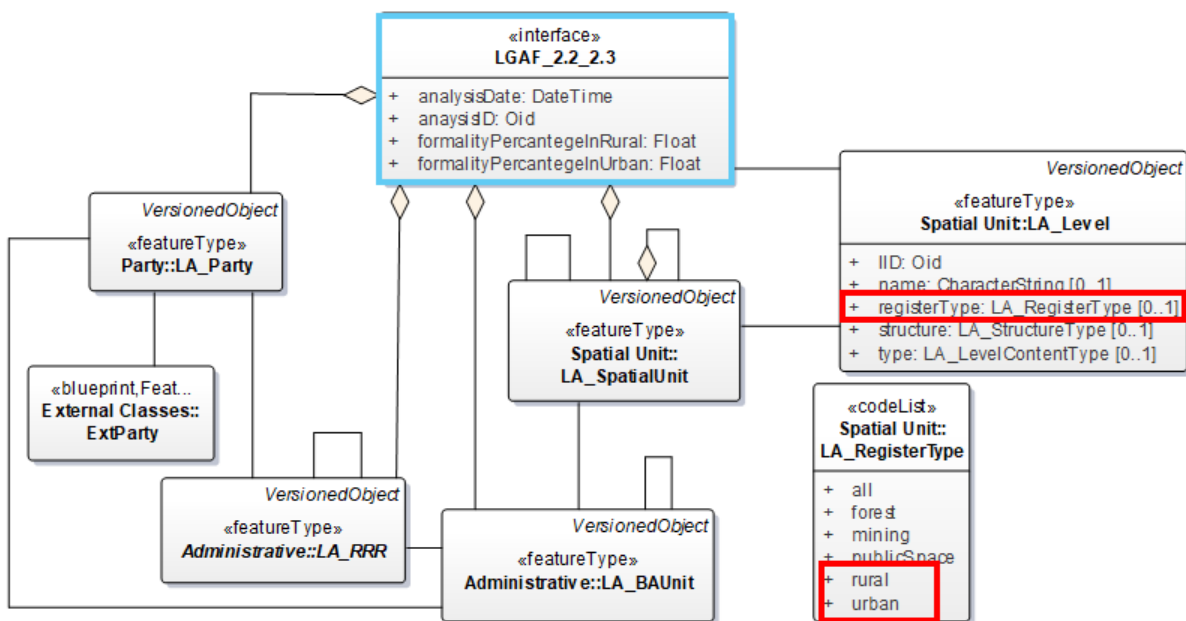 «interface»
LGAF_2.2_2.3
+ analysisDate: DateTime
+ anaysisID: Oid
+ formalityPercantegeInRural: Float
+ formalityPercantegeInUrban: Float
VersionedObject
«featureType»
Spatial Unit::LA_Level
+ lID: Oid
+ name: CharacterString [0..1]
+ registerType: LA_RegisterType [0..1]
+ structure: LA_StructureType [0..1]
+ type: LA_LevelContentType [0..1]
VersionedObject
«featureType»
Party::LA_Party
VersionedObject
«featureType»
Spatial Unit::
LA_SpatialUnit
«blueprint,Feat...
External Classes::
ExtParty
«codeList»
Spatial Unit::
LA_RegisterType
+ all
+ forest
+ mining
+ publicSpace
+ rural
+ urban
VersionedObject
«featureType»
Administrative::LA_RRR
VersionedObject
«featureType»
Administrative::LA_BAUnit